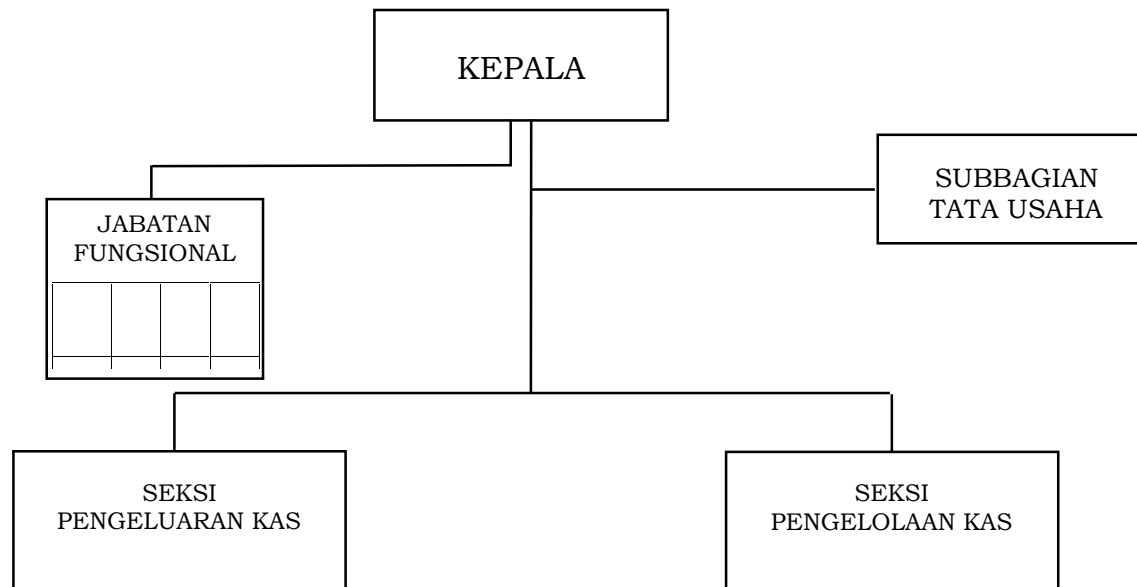 KEPALA
SUBBAGIAN
TATA USAHA
JABATAN
FUNGSIONAL
SEKSI
PENGELUARAN KAS
SEKSI
PENGELOLAAN KAS